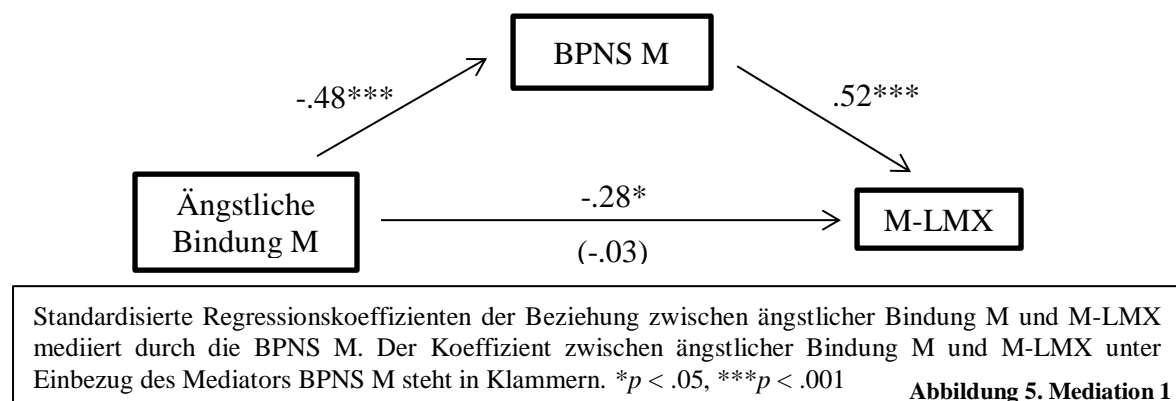 BPNS M
-.48***
.52***
Ängstliche
Bindung M
-.28*
(-.03)
M-LMX
Standardisierte Regressionskoeffizienten der Beziehung zwischen ängstlicher Bindung M und M-LMX
mediiert durch die BPNS M. Der Koeffizient zwischen ängstlicher Bindung M und M-LMX unter
Einbezug des Mediators BPNS M steht in Klammern. *p < .05, ***p < .001
Abbildung 5. Mediation 1